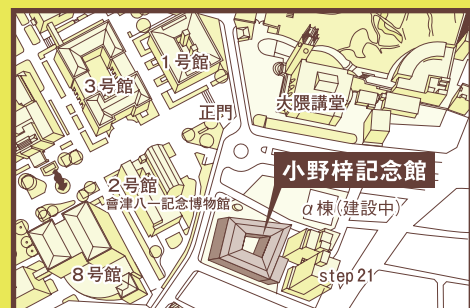 1号館
3号館
正門
大隈講堂
小野梓記念館
2号館
會津八一記念博物館
α棟(建設中)
8号館
step21